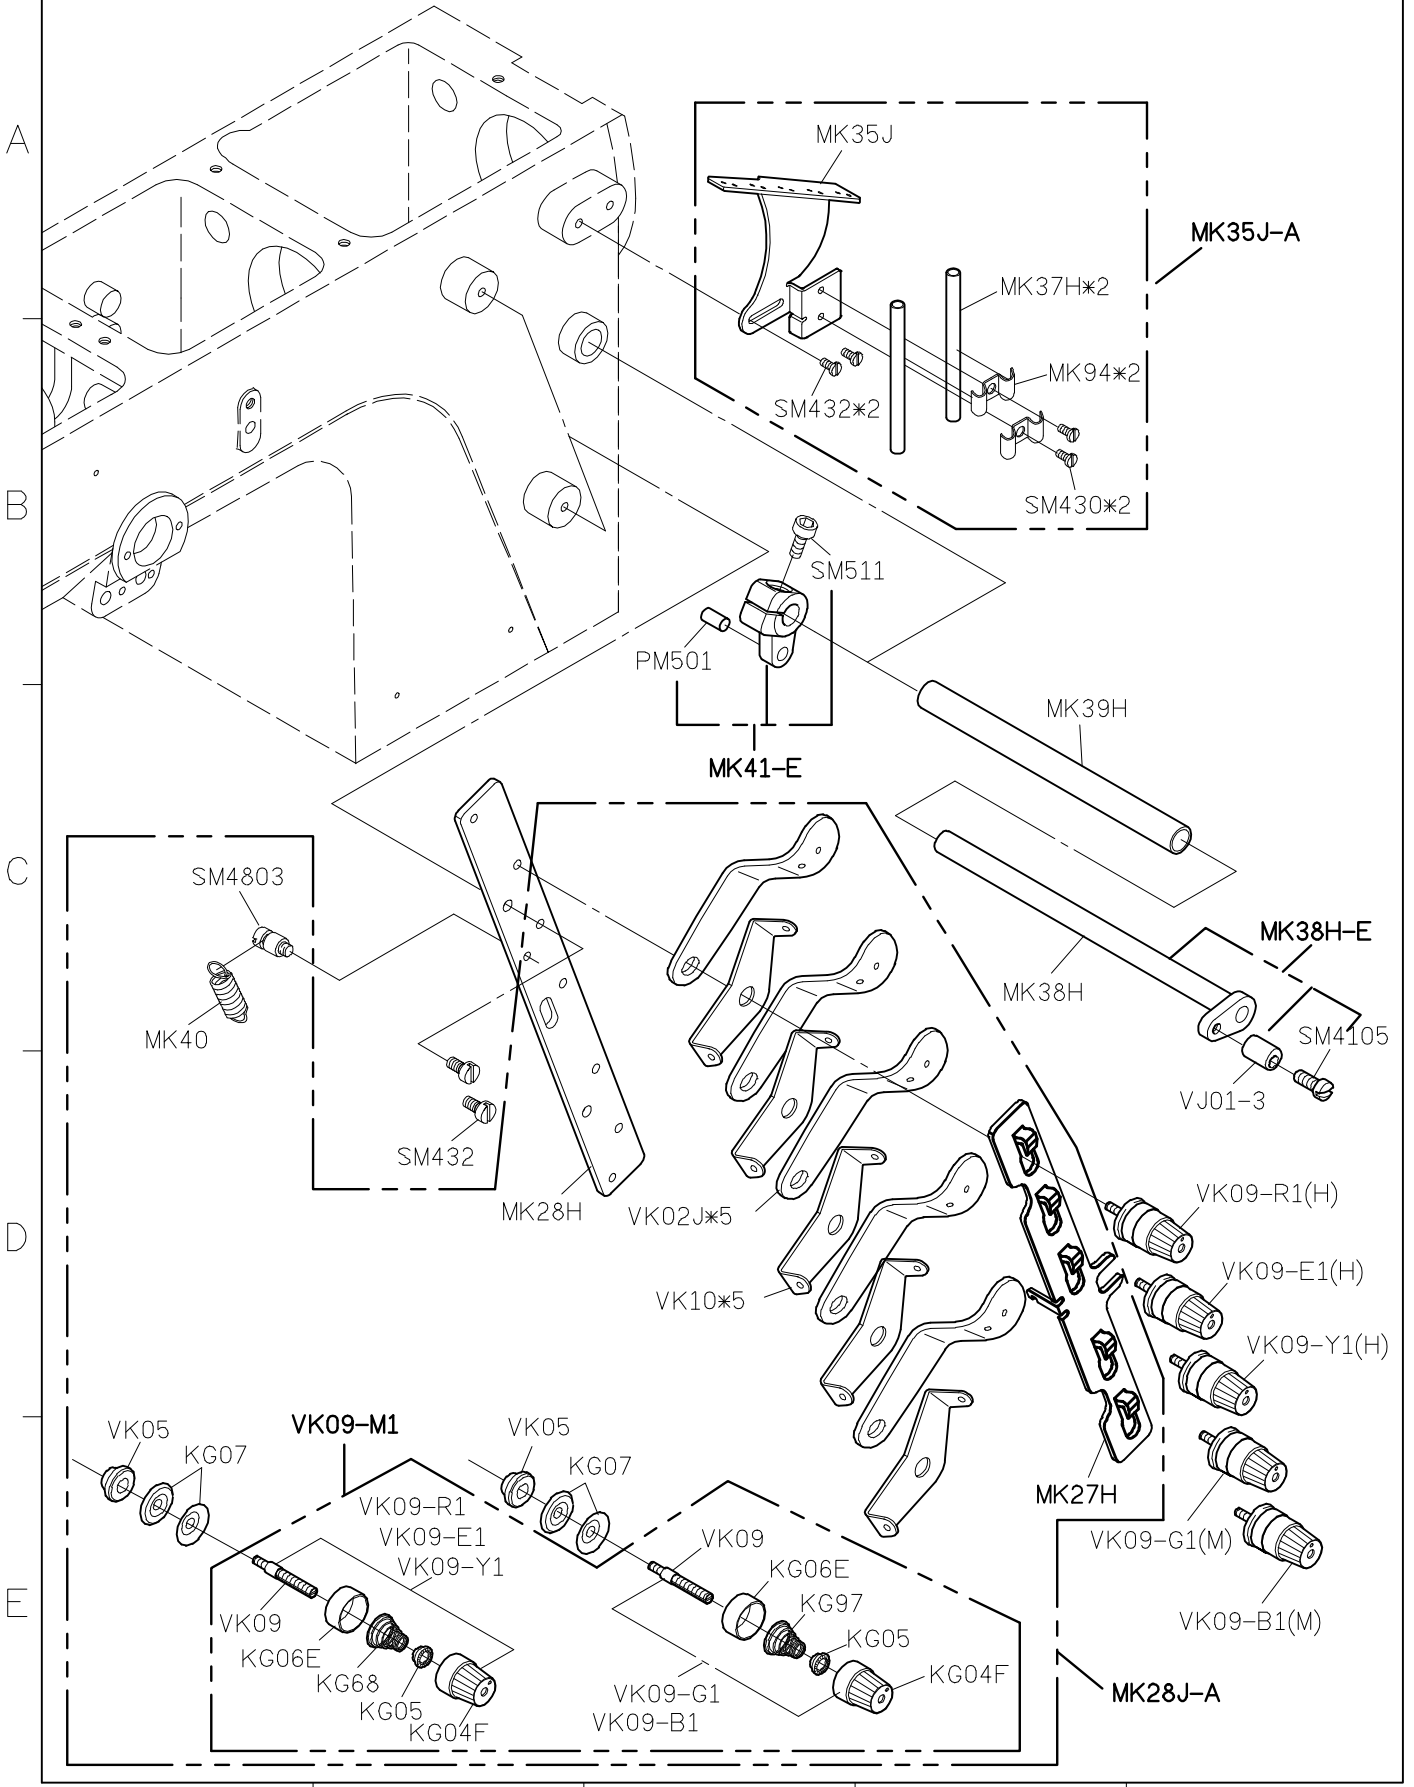 A
MK35J
MK35J-A
MK37H*2
MK94*2
SM432*2
B
SM430*2
SM511
PM501
MK39H
MK41-E
C
SM4803
MK38H-E
MK38H
MK40
SM4105
VJ01-3
SM432
MK28H
VK02J*5
VK09-R1(H)
D
VK09-E1(H)
VK10*5
VK09-Y1(H)
VK05
VK09-M1
VK05
KG07
KG07
MK27H
VK09-R1
VK09-E1
VK09-Y1
VK09
VK09-G1(M)
KG06E
E
KG97
VK09
VK09-B1(M)
KG06E
KG05
KG68
KG04F
KG05
VK09-G1
MK28J-A
KG04F
VK09-B1